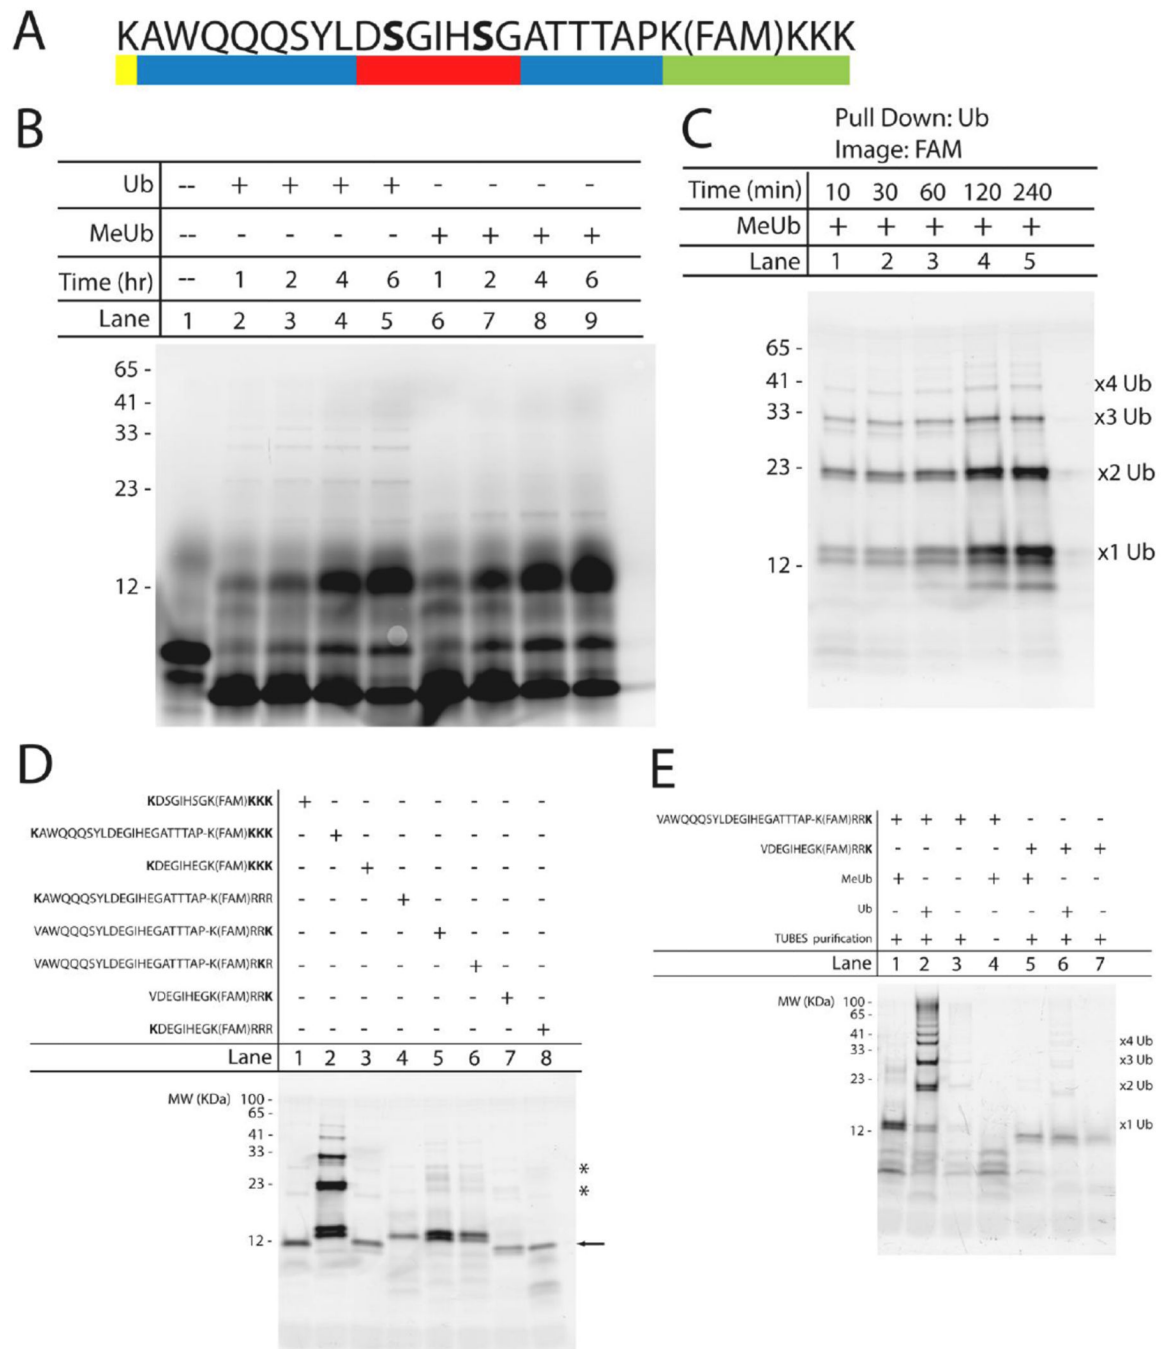 A
KAWQQQSYLDSGIHSGATTTAPK(FAM)KKK
B
Ub -- + + + + - - - -
MeUb -- - - - - + + + +
Time (hr) -- 1 2 4 6 1 2 4 6
Lane 1 2 3 4 5 6 7 8 9
65 -
41 -
33 -
23 -
12 -
C
Pull Down: Ub
Image: FAM
Time (min) 10 30 60 120 240
MeUb + + + + +
Lane 1 2 3 4 5
65 -
41 -
33 -
23 -
12 -
x4 Ub
x3 Ub
x2 Ub
x1 Ub
D
KDSGIHSGK(FAM)KKK + - - - - - - -
KAWQQQSYLDEGIHEGATTTAP-K(FAM)KKK - + - - - - - -
KDEGIHEGK(FAM)KKK - - + - - - - -
KAWQQQSYLDEGIHEGATTTAP-K(FAM)RRR - - - + - - - -
VAWQQQSYLDEGIHEGATTTAP-K(FAM)RRK - - - - + - - -
VAWQQQSYLDEGIHEGATTTAP-K(FAM)RKR - - - - - + - -
VDEGIHEGK(FAM)RRK - - - - - - + -
KDEGIHEGK(FAM)RRR - - - - - - - +
Lane 1 2 3 4 5 6 7 8
MW (KDa) 100 -
65 -
41 -
33 -
23 -
12 -
*
*
E
VAWQQQSYLDEGIHEGATTTAP-K(FAM)RRK + + + + - - -
VDEGIHEGK(FAM)RRK - - - - + + +
MeUb + - - + + - -
Ub - + - - - + -
TUBES purification + + + - + + +
Lane 1 2 3 4 5 6 7
MW (KDa) 100 -
65 -
41 -
33 -
23 -
12 -
x4 Ub
x3 Ub
x2 Ub
x1 Ub